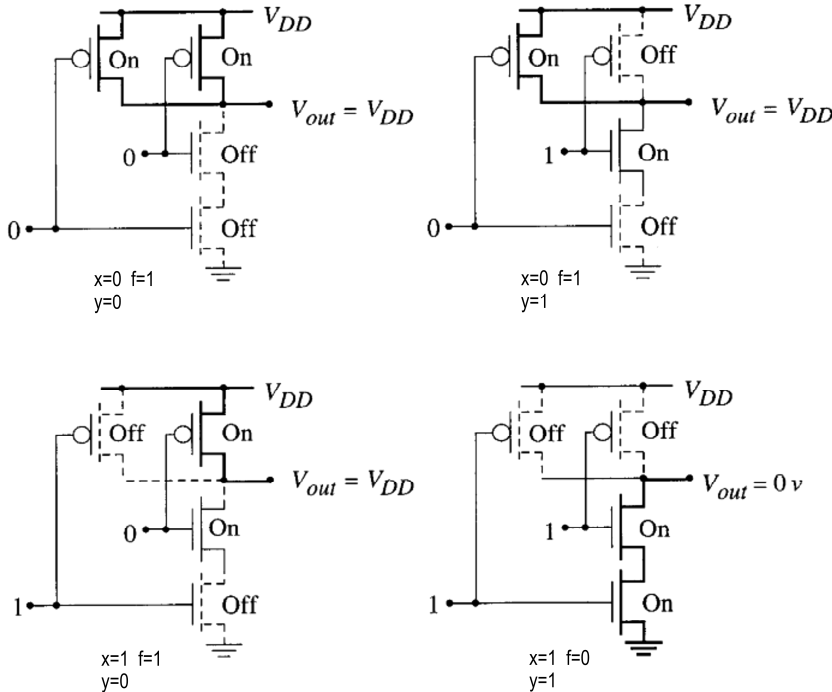 V_DD
On
On
V_out = V_DD
0
Off
0
Off
x=0 f=1
y=0
V_DD
On
Off
V_out = V_DD
1
On
0
Off
x=0 f=1
y=1
V_DD
Off
On
V_out = V_DD
0
On
1
Off
x=1 f=1
y=0
V_DD
Off
Off
V_out = 0 v
1
On
1
On
x=1 f=0
y=1